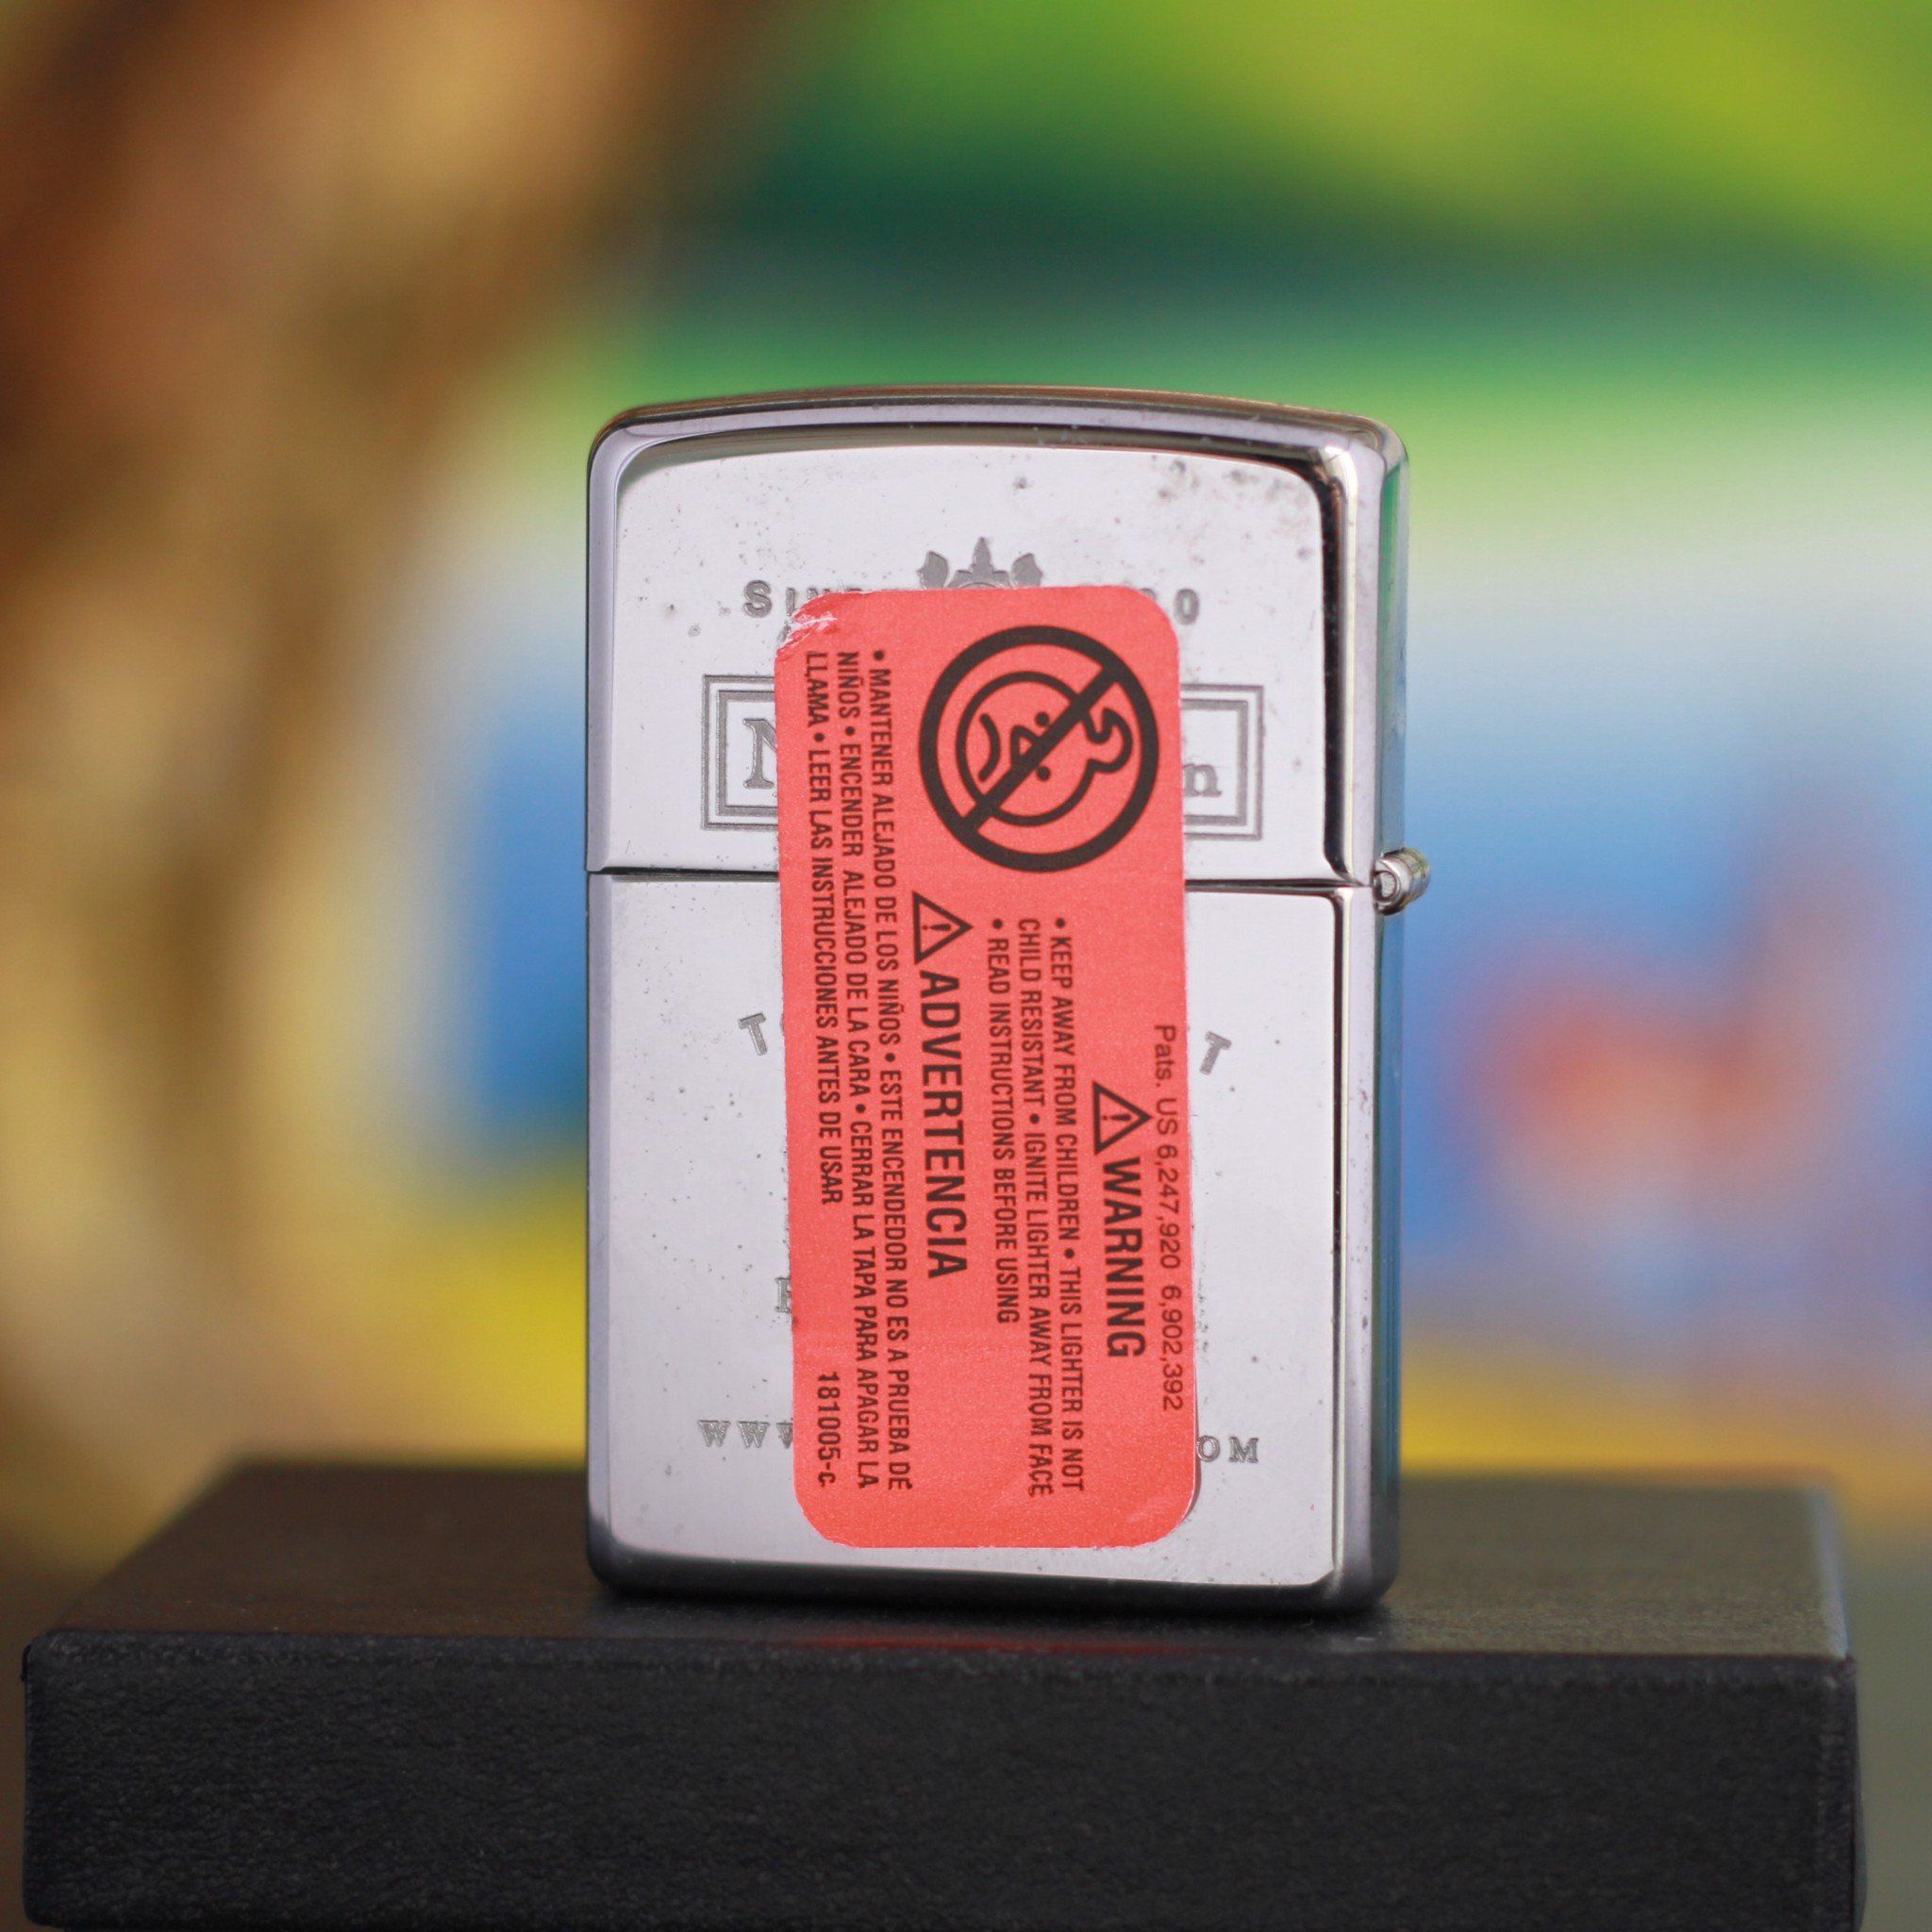 Pats. US 6,247,920 6,902,392
WARNING
• KEEP AWAY FROM CHILDREN • THIS LIGHTER IS NOT
CHILD RESISTANT • IGNITE LIGHTER AWAY FROM FACE
• READ INSTRUCTIONS BEFORE USING
ADVERTENCIA
• MANTENER ALEJADO DE LOS NIÑOS • ESTE ENCENDEDOR NO ES A PRUEBA DE
NIÑOS • ENCENDER ALEJADO DE LA CARA • CERRAR LA TAPA PARA APAGAR LA
LLAMA • LEER LAS INSTRUCCIONES ANTES DE USAR
181005-c